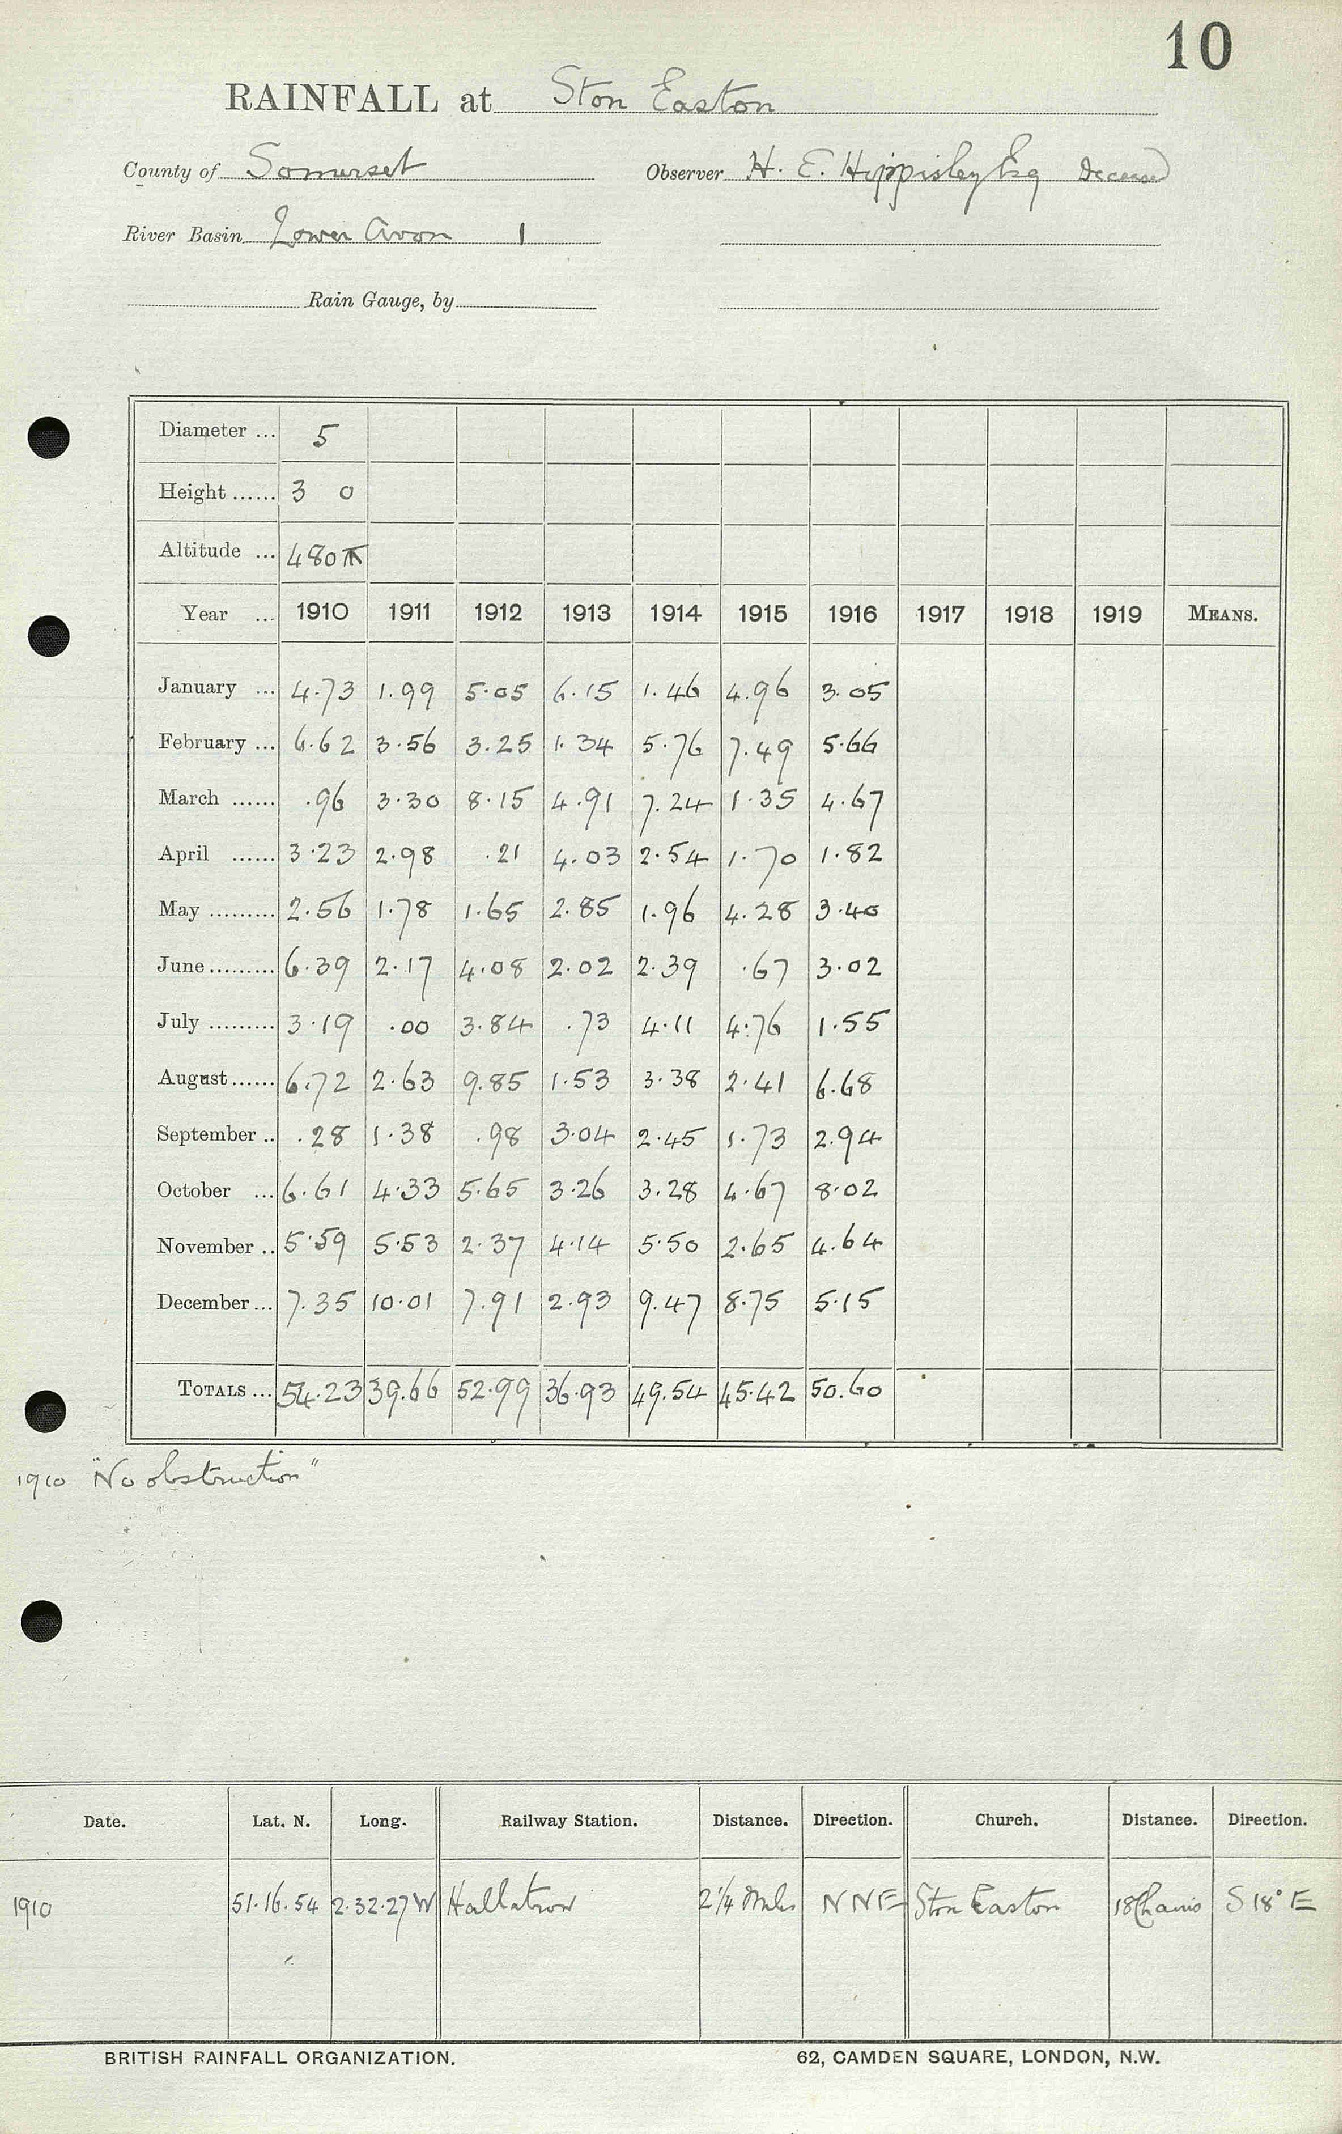 10
RAINFALL at Ston Easton
County of Somerset Observer H. E. Hippisley Esq Deceased
River Basin Lower Avon 1
Rain Gauge, by
Diameter ... 5
Height ...... 3 0
Altitude ... 480 ft
Year ... 1910 1911 1912 1913 1914 1915 1916 1917 1918 1919 MEANS.
January ... 4.73 1.99 5.05 6.15 1.46 4.96 3.05
February ... 6.62 3.56 3.25 1.34 5.76 7.49 5.66
March ...... .96 3.30 8.15 4.91 7.24 1.35 4.67
April ...... 3.23 2.98 .21 4.03 2.54 1.70 1.82
May ......... 2.56 1.78 1.65 2.85 1.96 4.28 3.40
June ......... 6.39 2.17 4.08 2.02 2.39 .67 3.02
July ......... 3.19 .00 3.84 .73 4.11 4.76 1.55
August ...... 6.72 2.63 9.85 1.53 3.38 2.41 6.68
September .. .28 1.38 .98 3.04 2.45 1.73 2.94
October ... 6.61 4.33 5.65 3.26 3.28 4.67 8.02
November .. 5.59 5.53 2.37 4.14 5.50 2.65 4.64
December ... 7.35 10.01 7.91 2.93 9.47 8.75 5.15
TOTALS ... 54.23 39.66 52.99 36.93 49.54 45.42 50.60
1910 "No obstruction"
Date. Lat. N. Long. Railway Station. Distance. Direction. Church. Distance. Direction.
1910 51.16.54 2.32.27 W Hallatrow 2 1/4 Miles NNE Ston Easton 18 Chains S 18° E
BRITISH RAINFALL ORGANIZATION. 62, CAMDEN SQUARE, LONDON, N.W.